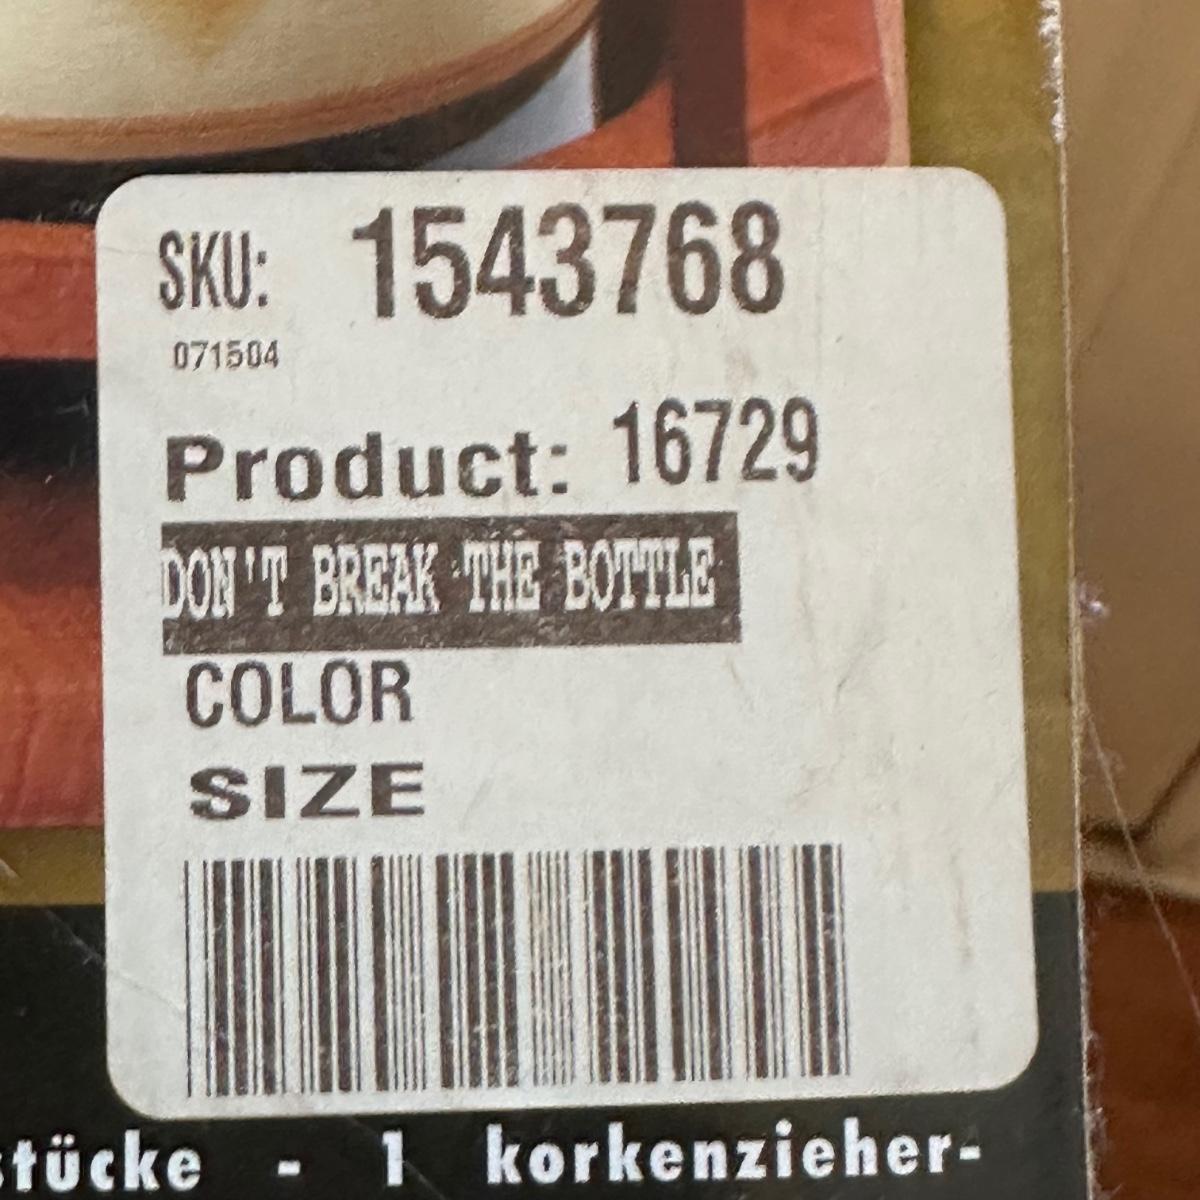 SKU: 1543768
071504
Product: 16729
DON'T BREAK THE BOTTLE
COLOR
SIZE
stücke - 1 korkenzieher-